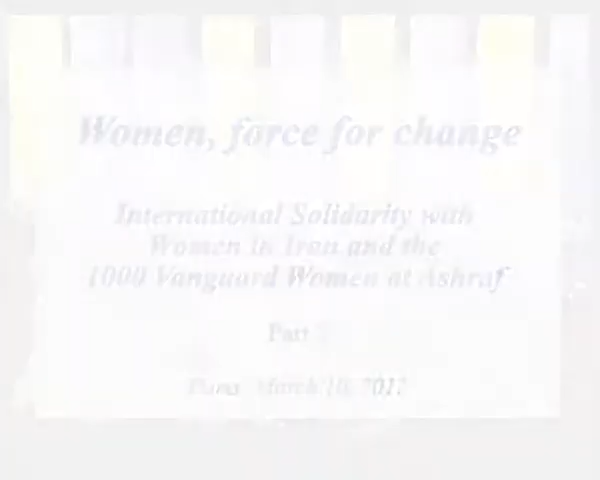 Women, force for change
International Solidarity with
Women in Iran and the
1000 Vanguard Women at Ashraf
Part
March 10, 2012